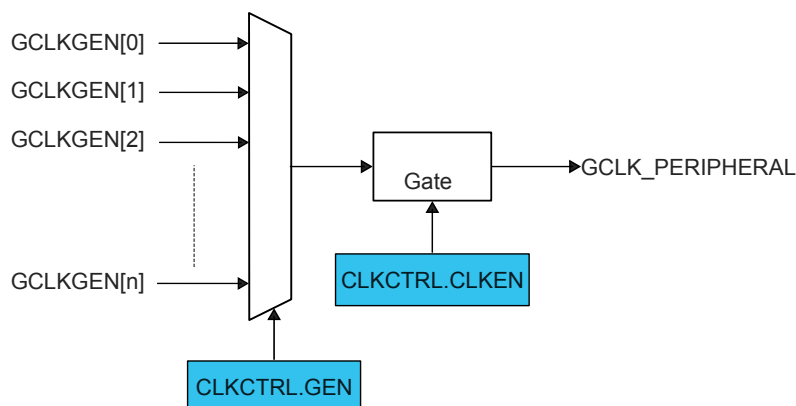 GCLKGEN[0]
GCLKGEN[1]
GCLKGEN[2]
GCLK_PERIPHERAL
Gate
GCLKGEN[n]
CLKCTRL.CLKEN
CLKCTRL.GEN